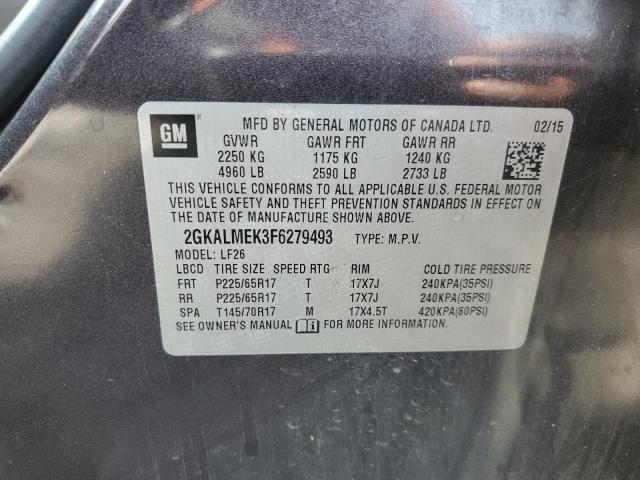 GM
MFD BY GENERAL MOTORS OF CANADA LTD. 02/15
GVWR GAWR FRT GAWR RR
2250 KG 1175 KG 1240 KG
4960 LB 2590 LB 2733 LB
THIS VEHICLE CONFORMS TO ALL APPLICABLE U.S. FEDERAL MOTOR
VEHICLE SAFETY AND THEFT PREVENTION STANDARDS IN EFFECT ON
THE DATE OF MANUFACTURE SHOWN ABOVE.
2GKALMEK3F6279493 TYPE: M.P.V.
MODEL: LF26
LBCD TIRE SIZE SPEED RTG RIM COLD TIRE PRESSURE
FRT P225/65R17 T 17X7J 240KPA(35PSI)
RR P225/65R17 T 17X7J 240KPA(35PSI)
SPA T145/70R17 M 17X4.5T 420KPA(60PSI)
SEE OWNER'S MANUAL FOR MORE INFORMATION.